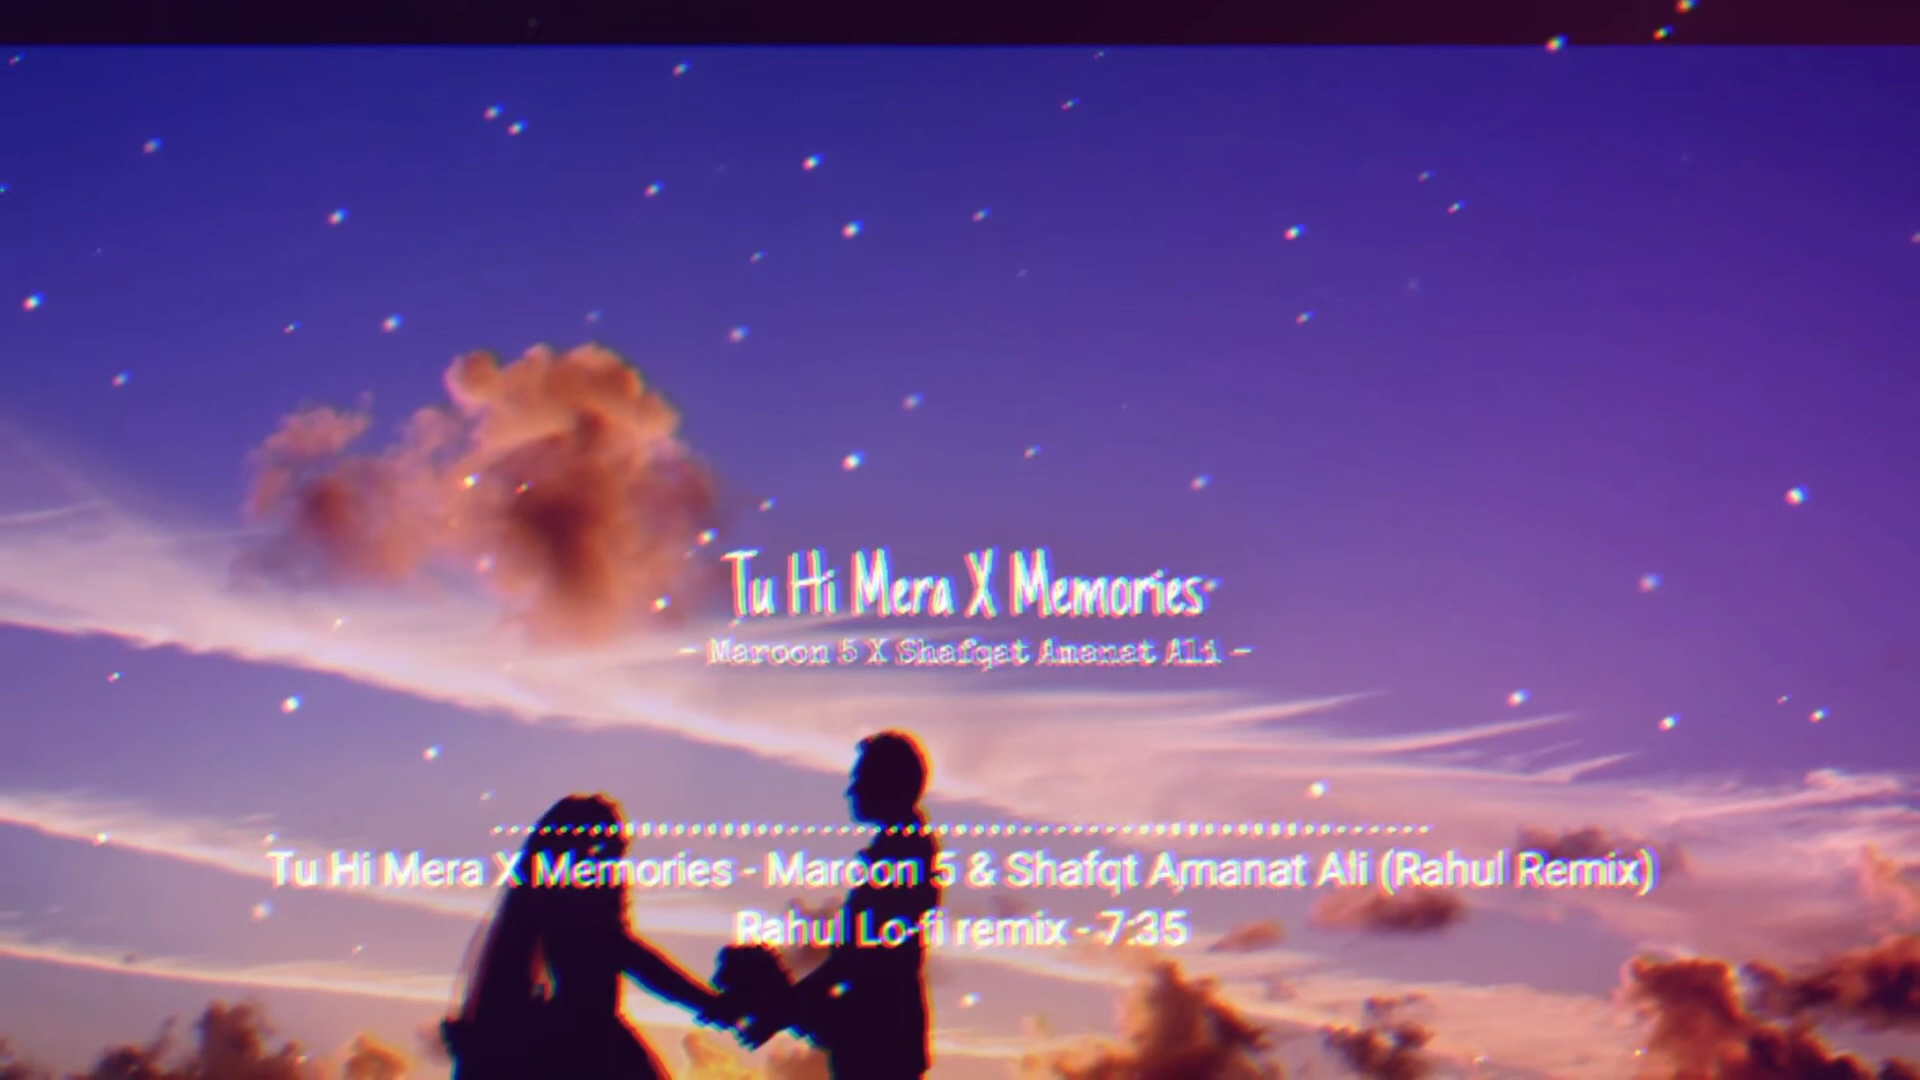 Tu Hi Mera X Memories
- Maroon 5 X Shafqat Amanat Ali -
Tu Hi Mera X Memories - Maroon 5 & Shafqt Amanat Ali (Rahul Remix)
Rahul Lo-fi remix - 7:35